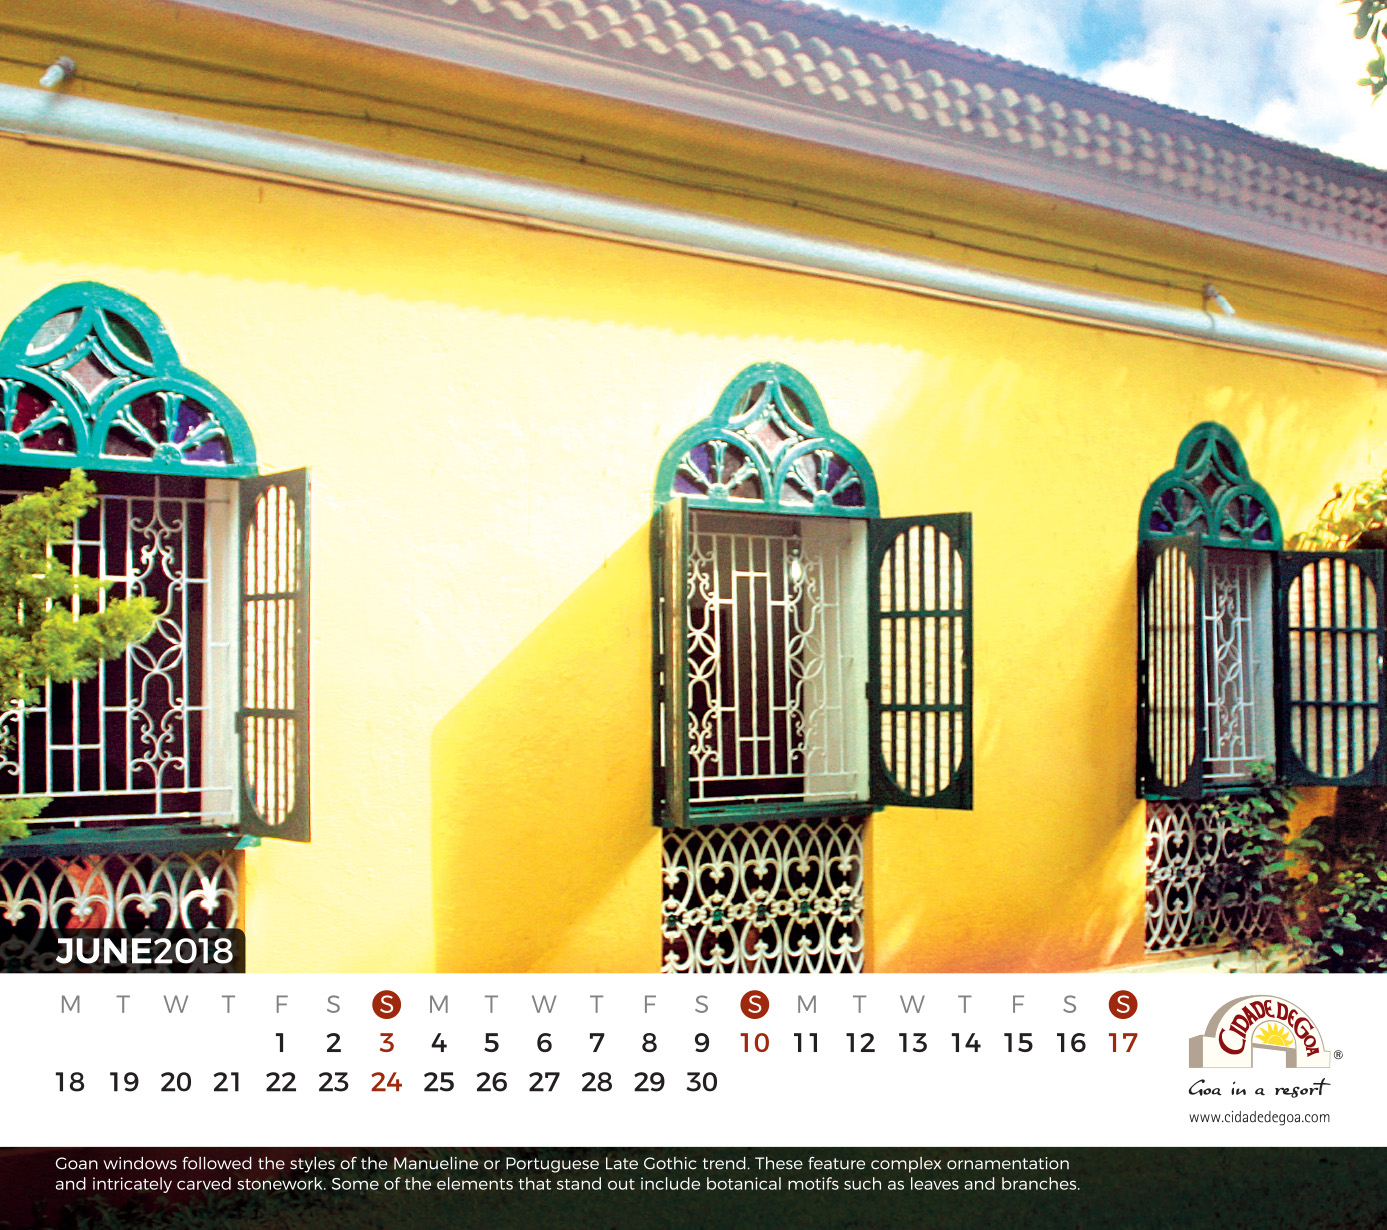 JUNE2018
M T W T F S S M T W T F S S M T W T F S S
1 2 3 4 5 6 7 8 9 10 11 12 13 14 15 16 17
18 19 20 21 22 23 24 25 26 27 28 29 30
CIDADE DE GOA
®
Goa in a resort
www.cidadedegoa.com
Goan windows followed the styles of the Manueline or Portuguese Late Gothic trend. These feature complex ornamentation
and intricately carved stonework. Some of the elements that stand out include botanical motifs such as leaves and branches.